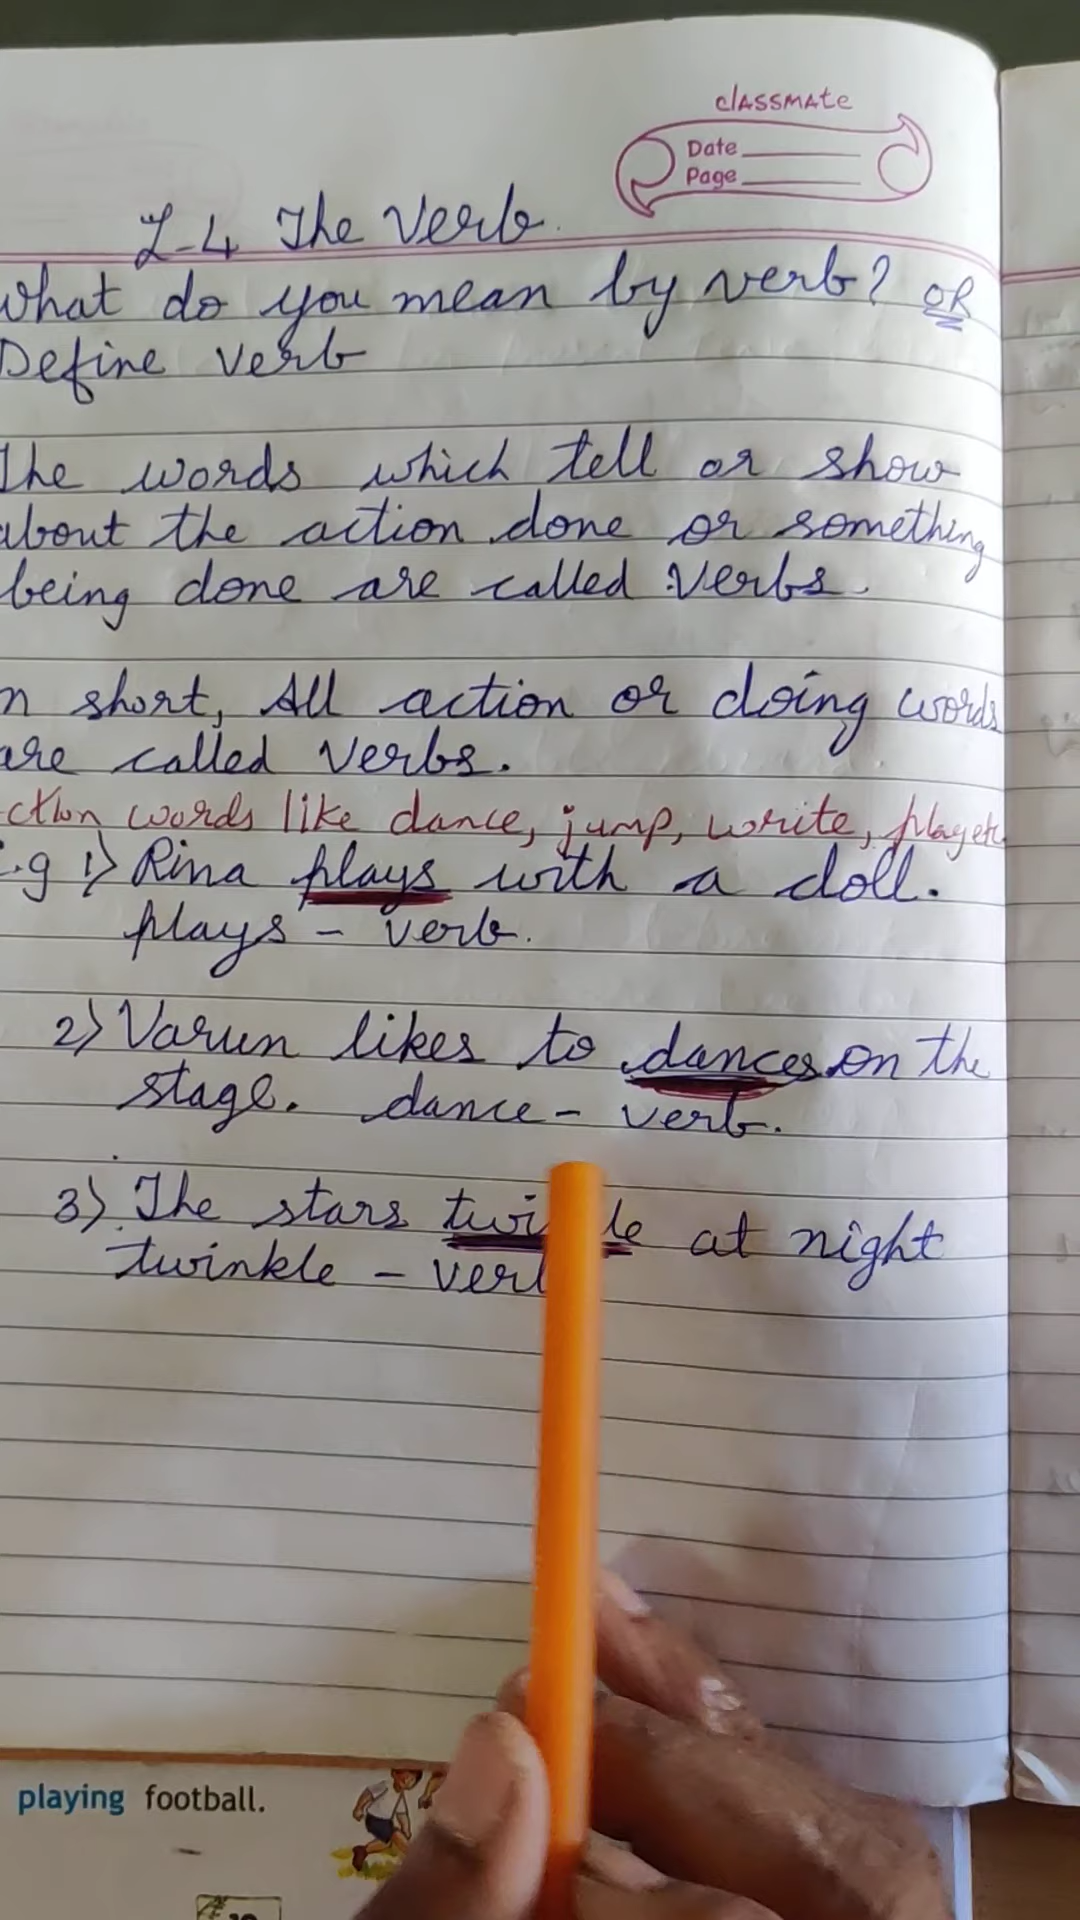 classmate
Date
Page
L-4 The Verb
What do you mean by verb? OR
Define Verb
The words which tell or show
about the action done or something
being done are called Verbs.
n short, All action or doing words
are called Verbs.
ction words like dance, jump, write, play etc
E.g 1) Rina plays with a doll.
plays - verb.
2) Varun likes to dances on the
stage. dance - verb.
3) The stars at night
twinkle -
playing football.